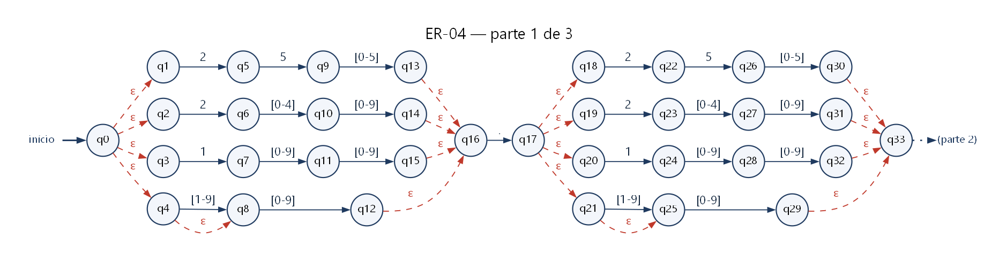 ER-04 — parte 1 de 3
q1 2 q5 5 q9 [0-5] q13 q18 2 q22 5 q26 [0-5] q30
ε ε ε ε
q2 2 q6 [0-4] q10 [0-9] q14 q19 2 q23 [0-4] q27 [0-9] q31
ε ε ε ε
início q0 q16 . q17 q33 (parte 2)
ε ε ε ε
q3 1 q7 [0-9] q11 [0-9] q15 q20 1 q24 [0-9] q28 [0-9] q32
ε ε
q4 [1-9] q8 [0-9] q12 ε q21 [1-9] q25 [0-9] q29 ε
ε ε